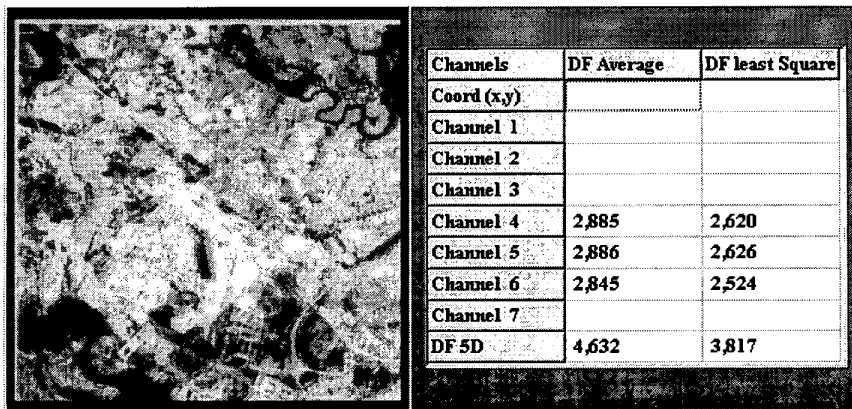 Channels DF Average DF least Square
Coord (x,y)
Channel 1
Channel 2
Channel 3
Channel 4 2,885 2,620
Channel 5 2,886 2,626
Channel 6 2,845 2,524
Channel 7
DF 5D 4,632 3,817